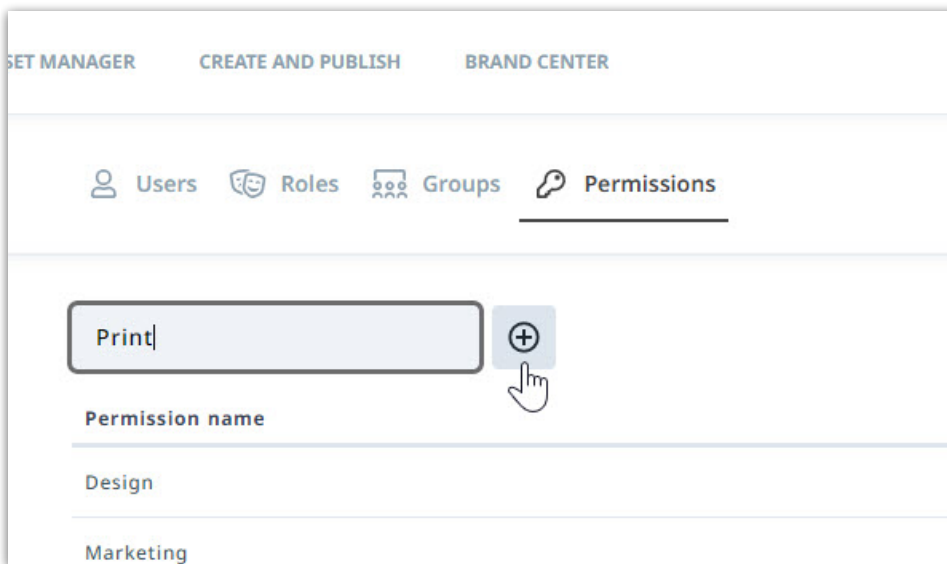 SET MANAGER CREATE AND PUBLISH BRAND CENTER
Users Roles Groups Permissions
Print
Permission name
Design
Marketing